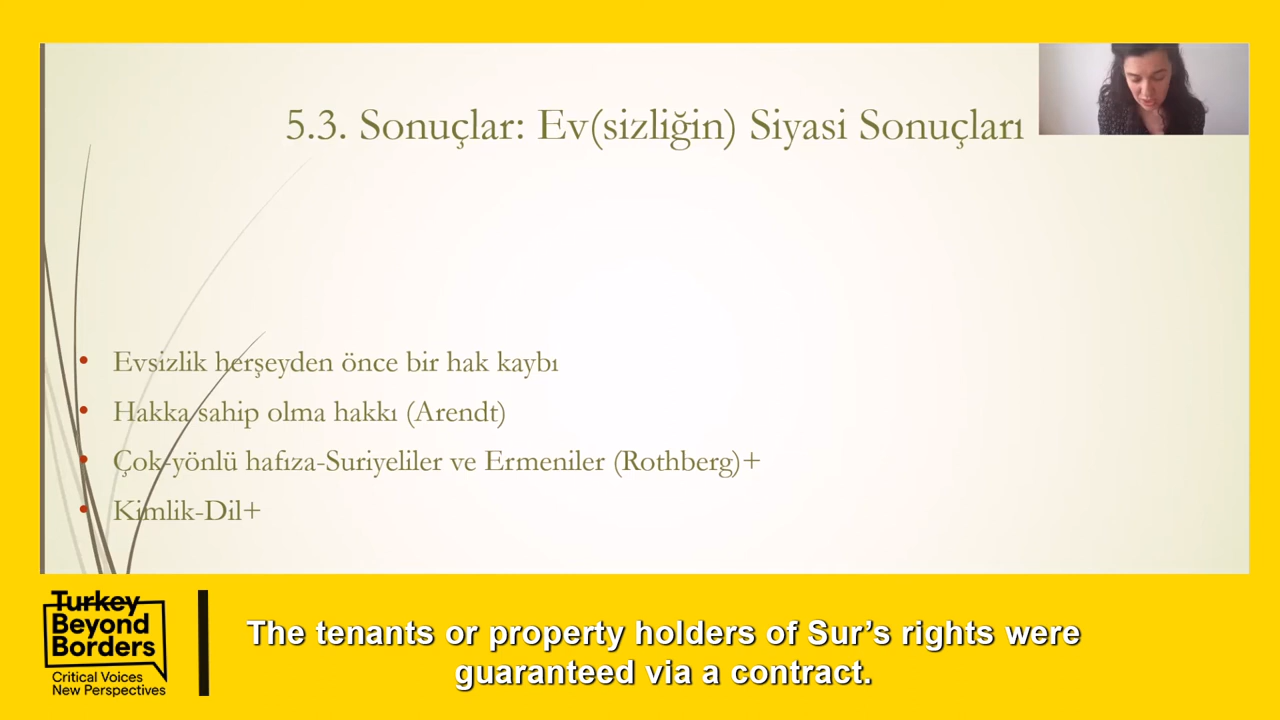 5.3. Sonuçlar: Ev(sizliğin) Siyasi Sonuçları
• Evsizlik herşeyden önce bir hak kaybı
• Hakka sahip olma hakkı (Arendt)
• Çok-yönlü hafıza-Suriyeliler ve Ermeniler (Rothberg)+
• Kimlik-Dil+
Turkey
Beyond
Borders
Critical Voices
New Perspectives
The tenants or property holders of Sur’s rights were
guaranteed via a contract.